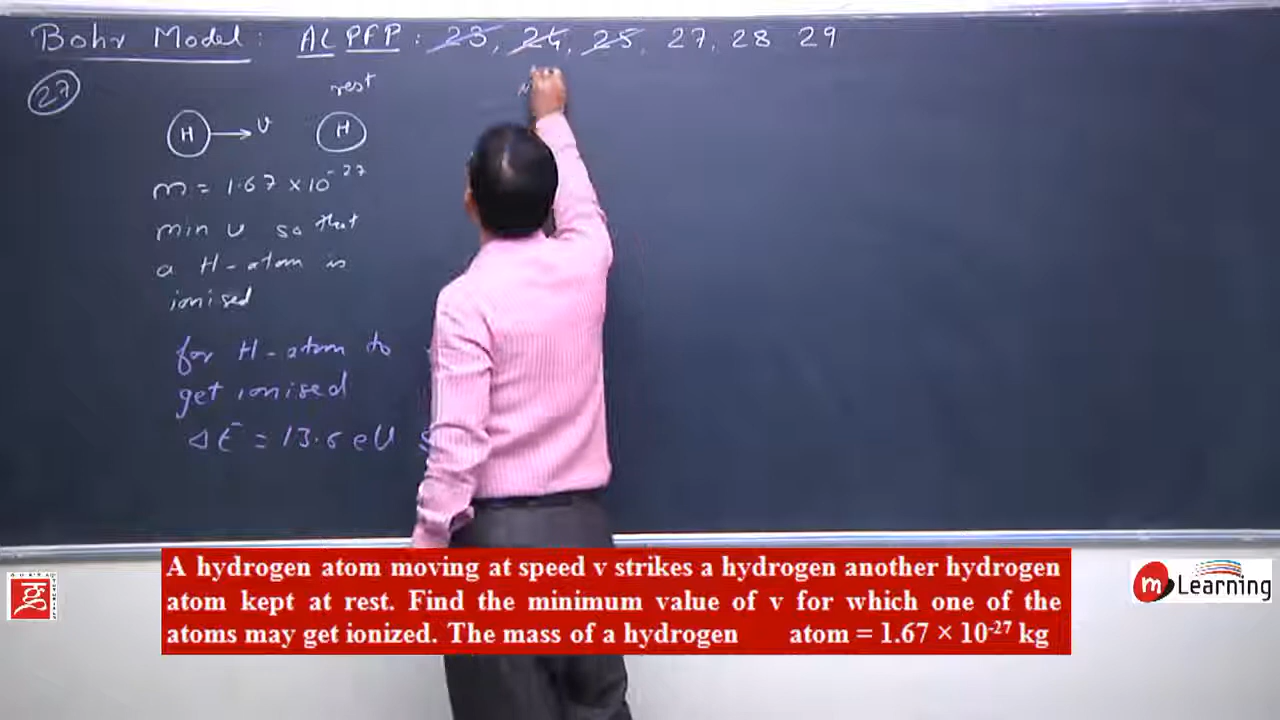 Bohr Model: ALPFP: 23, 24, 25, 27, 28 29
27
rest
H v H
m = 1.67 × 10⁻²⁷
min v so that
a H-atom is
ionised
for H-atom to
get ionised
ΔE = 13.6 eV
A hydrogen atom moving at speed v strikes a hydrogen another hydrogen
atom kept at rest. Find the minimum value of v for which one of the
atoms may get ionized. The mass of a hydrogen atom = 1.67 × 10⁻²⁷ kg
g
m Learning